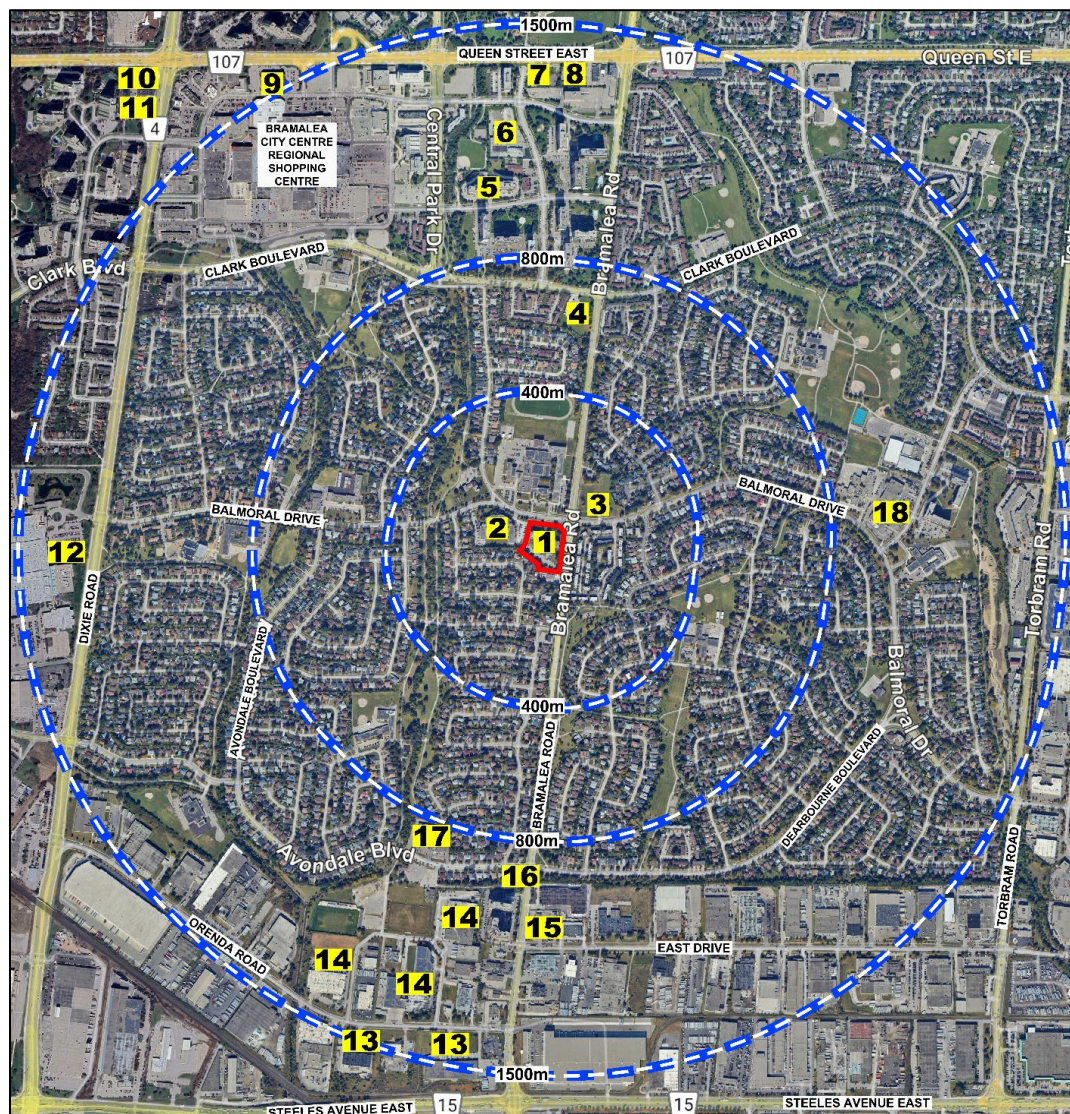 1500m
QUEEN STREET EAST
107
107
Queen St E
10
9
7
8
11
4
BRAMALEA
CITY CENTRE
REGIONAL
SHOPPING
CENTRE
Central Park Dr
6
5
Bramalea Rd
CLARK BOULEVARD
Clark Blvd
800m
CLARK BOULEVARD
4
400m
BALMORAL DRIVE
BALMORAL DRIVE
3
2
1
18
12
Bramalea Rd
Torbram Rd
DIXIE ROAD
AVONDALE BOULEVARD
400m
Balmoral Dr
BRAMALEA ROAD
DEARBOURNE BOULEVARD
17
800m
Avondale Blvd
16
TORBRAM ROAD
14
15
ORENDA ROAD
EAST DRIVE
14
14
13
13
1500m
STEELES AVENUE EAST
15
15
STEELES AVENUE EAST